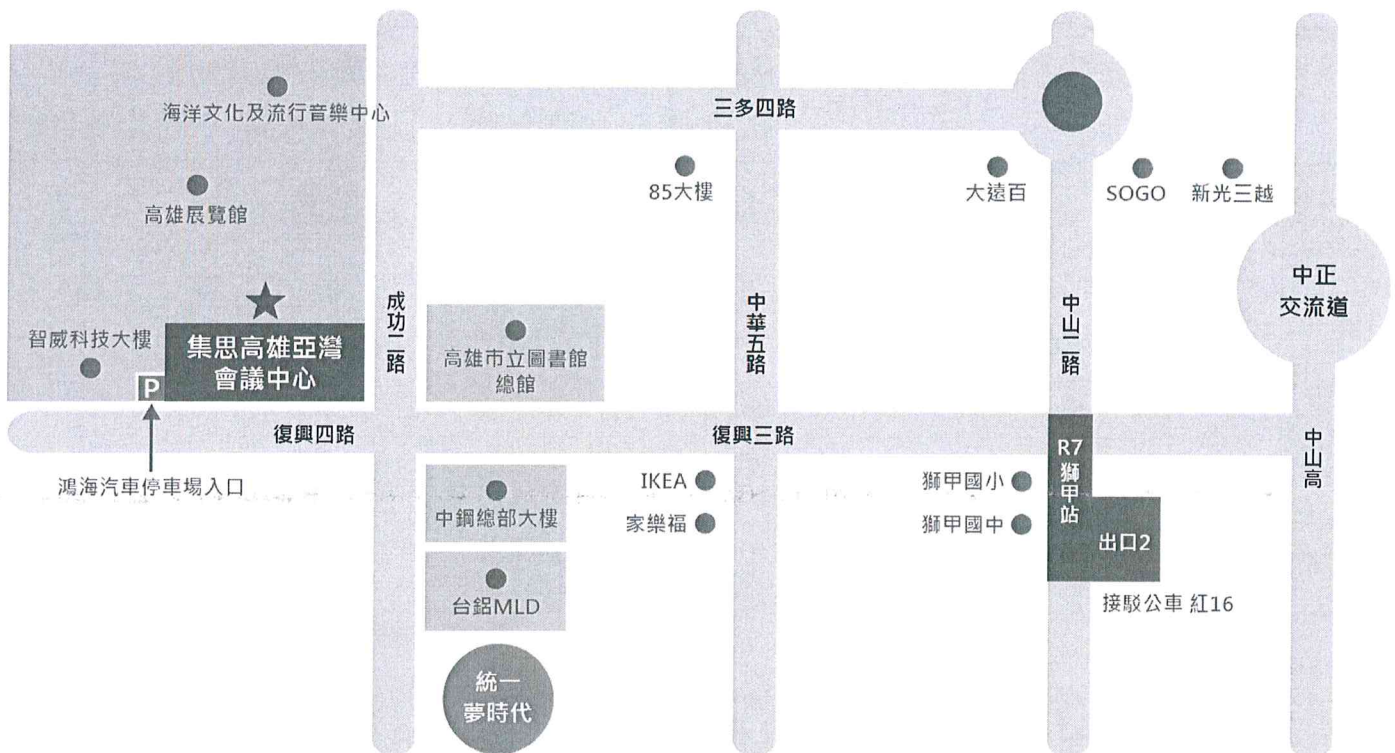 海洋文化及流行音樂中心
三多四路
高雄展覽館
85大樓
大遠百
SOGO
新光三越
成功二路
中華五路
中山二路
中正
交流道
智威科技大樓
集思高雄亞灣
會議中心
P
高雄市立圖書館
總館
復興四路
復興三路
R7
獅甲站
中山高
鴻海汽車停車場入口
IKEA
獅甲國小
中鋼總部大樓
家樂福
獅甲國中
出口2
台鋁MLD
接駁公車 紅16
統一
夢時代